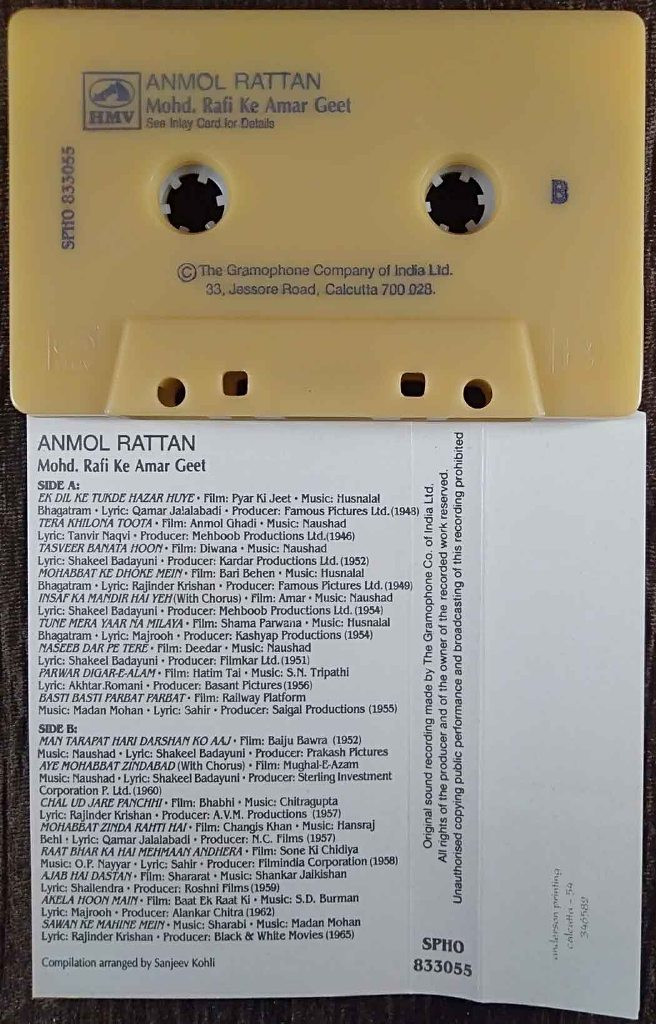 ANMOL RATTAN
Mohd. Rafi Ke Amar Geet
See Inlay Card for Details
HMV
SPHO 833055
B
©The Gramophone Company of India Ltd.
33, Jessore Road, Calcutta 700 028.
ANMOL RATTAN
Mohd. Rafi Ke Amar Geet
SIDE A:
EK DIL KE TUKDE HAZAR HUYE • Film: Pyar Ki Jeet • Music: Husnalal
Bhagatram • Lyric: Qamar Jalalabadi • Producer: Famous Pictures Ltd.(1948)
TERA KHILONA TOOTA • Film: Anmol Ghadi • Music: Naushad
Lyric: Tanvir Naqvi • Producer: Mehboob Productions Ltd.(1946)
TASVEER BANATA HOON • Film: Diwana • Music: Naushad
Lyric: Shakeel Badayuni • Producer: Kardar Productions Ltd. (1952)
MOHABBAT KE DHOKE MEIN • Film: Bari Behen • Music: Husnalal
Bhagatram • Lyric: Rajinder Krishan • Producer: Famous Pictures Ltd. (1949)
INSAF KA MANDIR HAI YEH (With Chorus) • Film: Amar • Music: Naushad
Lyric: Shakeel Badayuni • Producer: Mehboob Productions Ltd. (1954)
TUNE MERA YAAR NA MILAYA • Film: Shama Parwana • Music: Husnalal
Bhagatram • Lyric: Majrooh • Producer: Kashyap Productions (1954)
NASEEB DAR PE TERE • Film: Deedar • Music: Naushad
Lyric: Shakeel Badayuni • Producer: Filmkar Ltd.(1951)
PARWAR DIGAR-E-ALAM • Film: Hatim Tai • Music: S.N. Tripathi
Lyric: Akhtar.Romani • Producer: Basant Pictures (1956)
BASTI BASTI PARBAT PARBAT • Film: Railway Platform
Music: Madan Mohan • Lyric: Sahir • Producer: Saigal Productions (1955)
SIDE B:
MAN TARAPAT HARI DARSHAN KO AAJ • Film: Baiju Bawra (1952)
Music: Naushad • Lyric: Shakeel Badayuni • Producer: Prakash Pictures
AYE MOHABBAT ZINDABAD (With Chorus) • Film: Mughal-E-Azam
Music: Naushad • Lyric: Shakeel Badayuni • Producer: Sterling Investment
Corporation P. Ltd. (1960)
CHAL UD JARE PANCHHI • Film: Bhabhi • Music: Chitragupta
Lyric: Rajinder Krishan • Producer: A.V.M. Productions (1957)
MOHABBAT ZINDA RAHTI HAI • Film: Changis Khan • Music: Hansraj
Behl • Lyric: Qamar Jalalabadi • Producer: N.C. Films (1957)
RAAT BHAR KA HAI MEHMAAN ANDHERA • Film: Sone Ki Chidiya
Music: O.P. Nayyar • Lyric: Sahir • Producer: Filmindia Corporation (1958)
AJAB HAI DASTAN • Film: Shararat • Music: Shankar Jaikishan
Lyric: Shailendra • Producer: Roshni Films (1959)
AKELA HOON MAIN • Film: Baat Ek Raat Ki • Music: S.D. Burman
Lyric: Majrooh • Producer: Alankar Chitra (1962)
SAWAN KE MAHINE MEIN • Film: Sharabi • Music: Madan Mohan
Lyric: Rajinder Krishan • Producer: Black & White Movies (1965)
Compilation arranged by Sanjeev Kohli
Original sound recording made by The Gramophone Co. of India Ltd.
All rights of the producer and of the owner of the recorded work reserved.
Unauthorised copying public performance and broadcasting of this recording prohibited
SPHO
833055
anderson printing
calcutta - 54